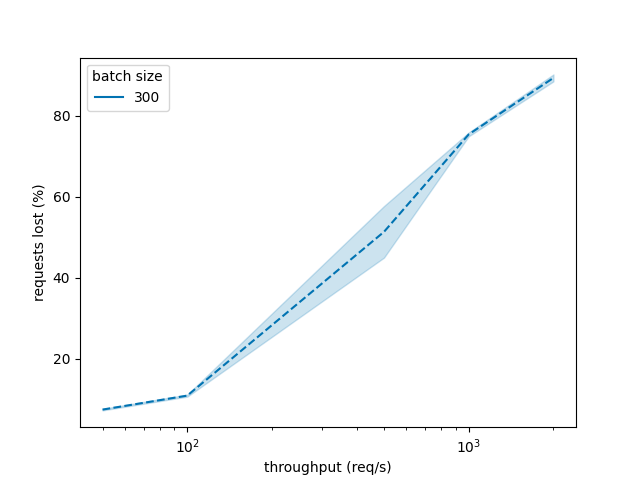 batch size
300
80
60
40
20
requests lost (%)
10²
10³
throughput (req/s)